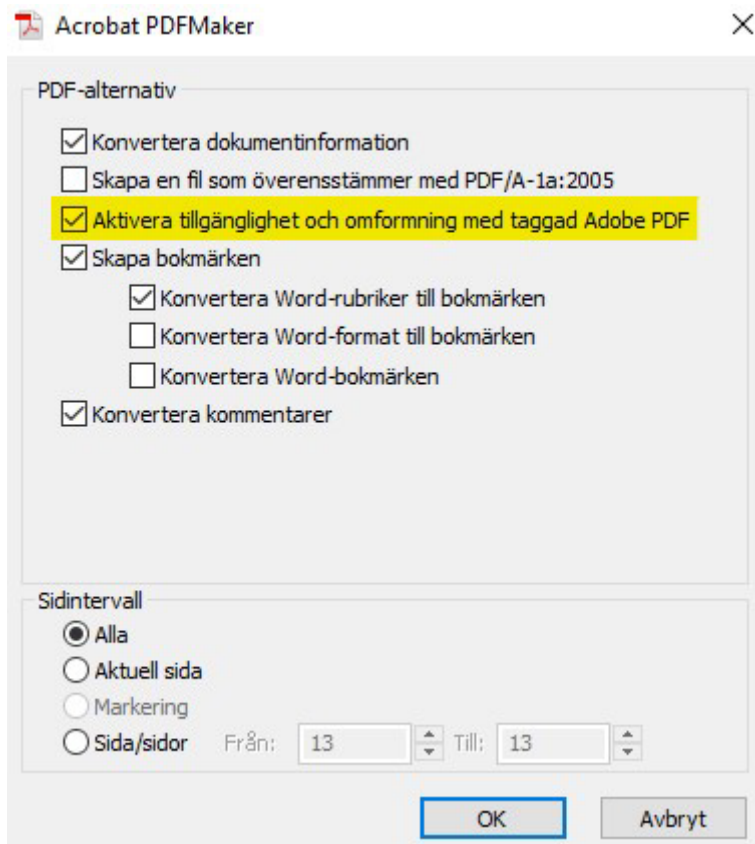 Acrobat PDFMaker
PDF-alternativ
Konvertera dokumentinformation
Skapa en fil som överensstämmer med PDF/A-1a:2005
Aktivera tillgänglighet och omformning med taggad Adobe PDF
Skapa bokmärken
Konvertera Word-rubriker till bokmärken
Konvertera Word-format till bokmärken
Konvertera Word-bokmärken
Konvertera kommentarer
Sidintervall
Alla
Aktuell sida
Markering
Sida/sidor Från: 13 Till: 13
OK Avbryt